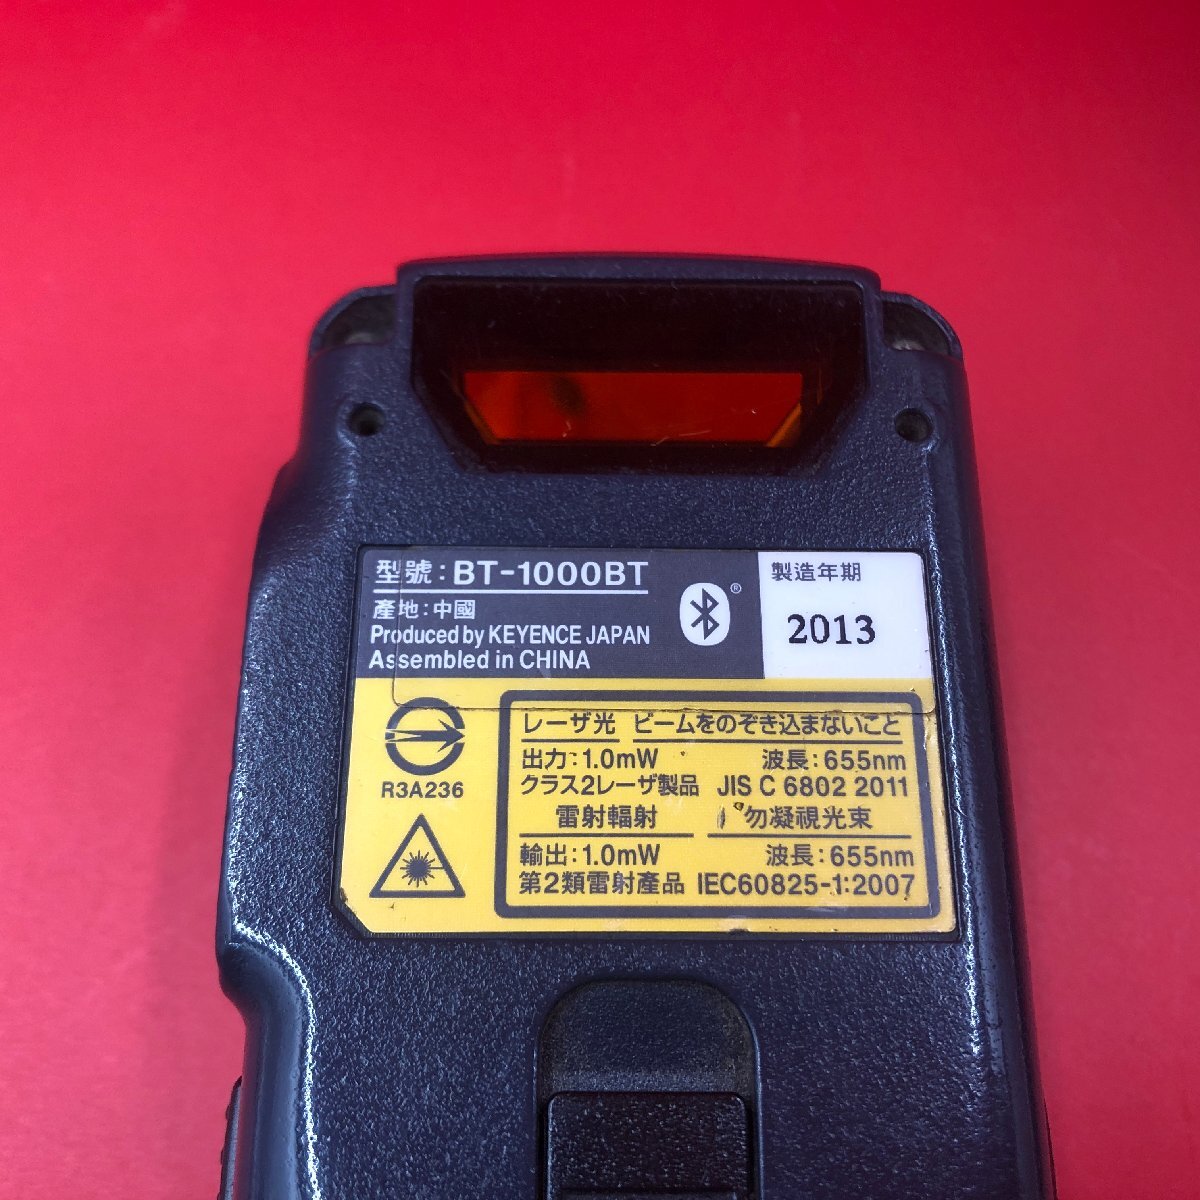 型號:BT-1000BT
產地:中國
Produced by KEYENCE JAPAN
Assembled in CHINA
®
製造年期
2013
R3A236
レーザ光 ビームをのぞき込まないこと
出力:1.0mW 波長:655nm
クラス2レーザ製品 JIS C 6802 2011
雷射輻射 勿凝視光束
輸出:1.0mW 波長:655nm
第2類雷射產品 IEC60825-1:2007